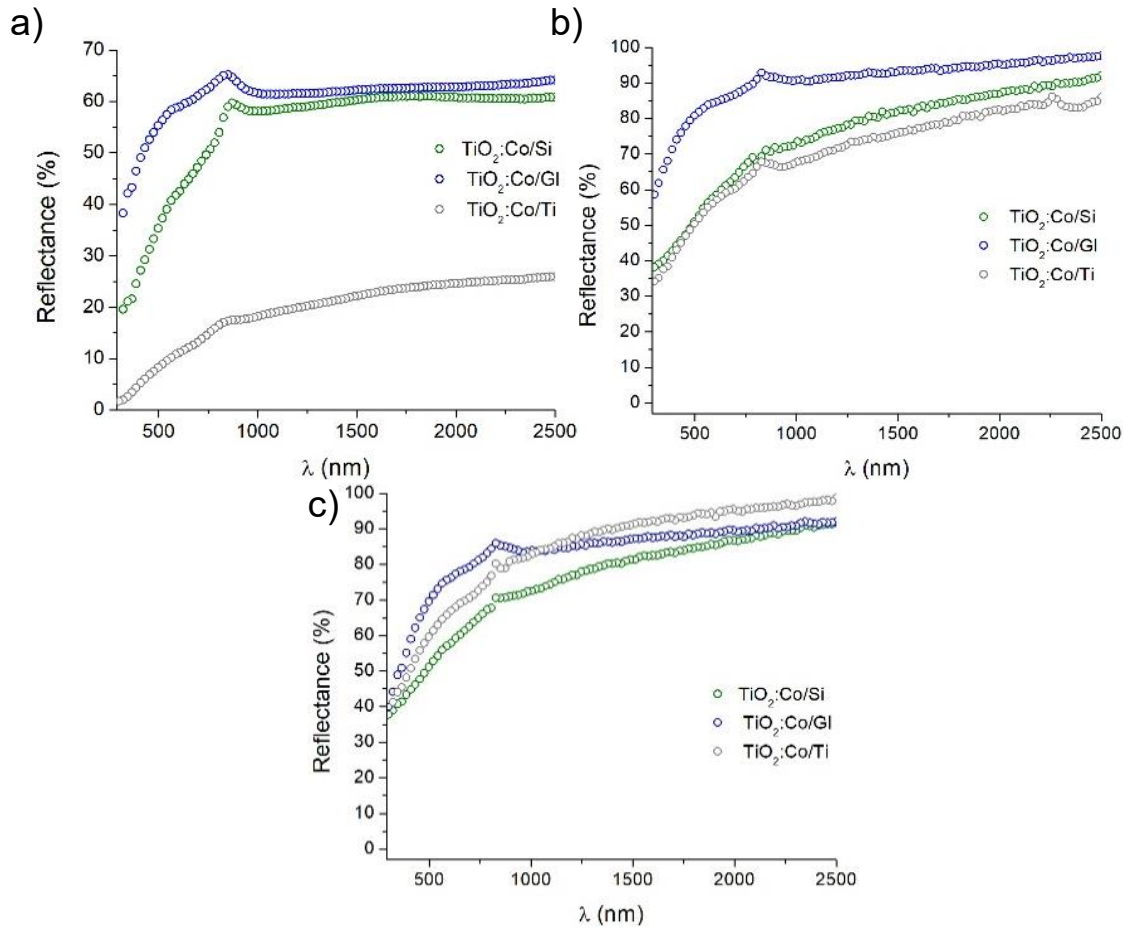 a)
Reflectance (%)
70
60
50
40
30
20
10
0
TiO₂:Co/Si
TiO₂:Co/Gl
TiO₂:Co/Ti
500 1000 1500 2000 2500
λ (nm)
b)
Reflectance (%)
100
90
80
70
60
50
40
30
20
10
0
TiO₂:Co/Si
TiO₂:Co/Gl
TiO₂:Co/Ti
500 1000 1500 2000 2500
λ (nm)
c)
Reflectance (%)
100
90
80
70
60
50
40
30
20
10
0
TiO₂:Co/Si
TiO₂:Co/Gl
TiO₂:Co/Ti
500 1000 1500 2000 2500
λ (nm)